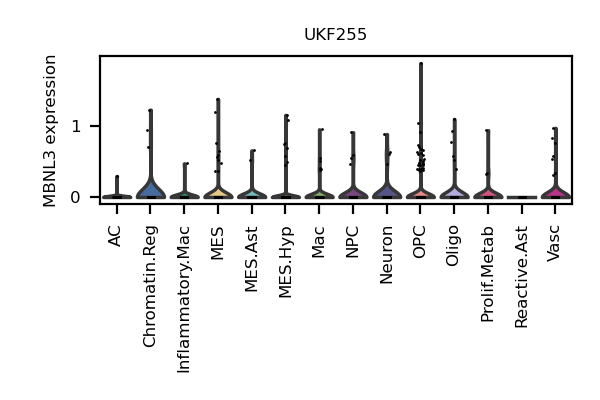 UKF255
MBNL3 expression
1
0
AC
Chromatin.Reg
Inflammatory.Mac
MES
MES.Ast
MES.Hyp
Mac
NPC
Neuron
OPC
Oligo
Prolif.Metab
Reactive.Ast
Vasc